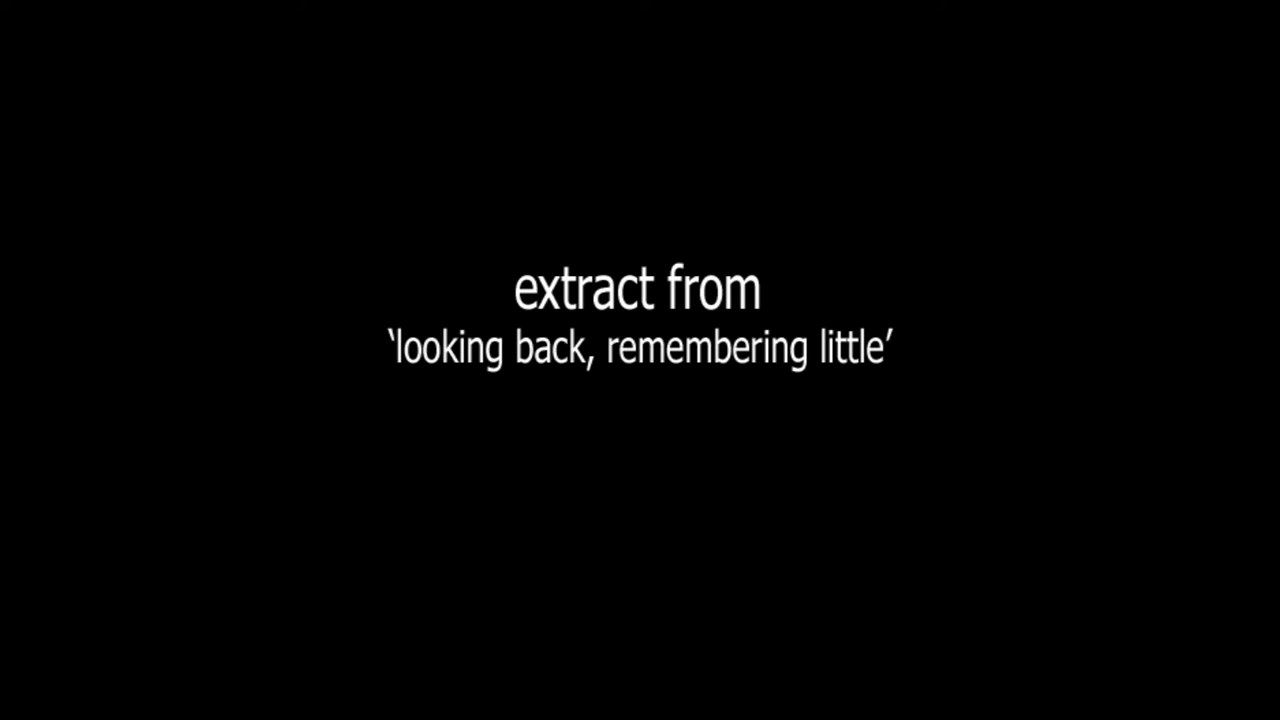 extract from
‘looking back, remembering little’